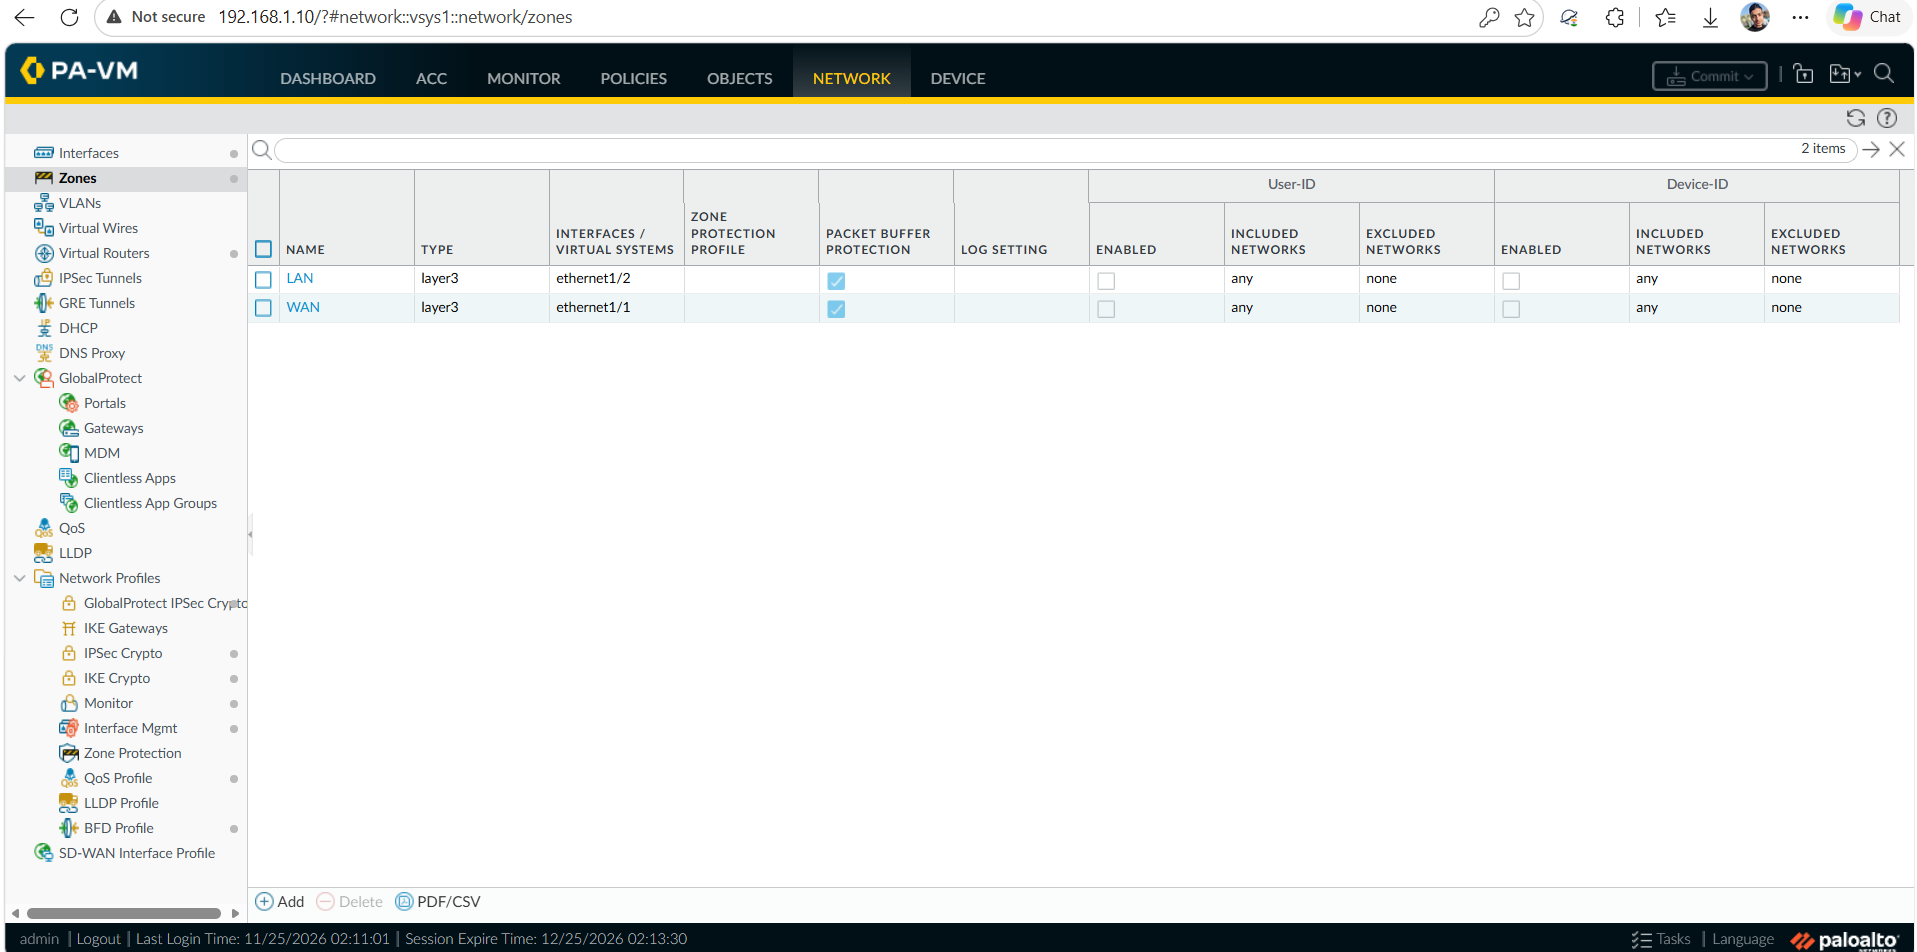 Not secure 192.168.1.10/?#network::vsys1::network/zones Chat
PA-VM DASHBOARD ACC MONITOR POLICIES OBJECTS NETWORK DEVICE Commit
2 items
Interfaces
Zones
VLANs
Virtual Wires
Virtual Routers
IPSec Tunnels
GRE Tunnels
DHCP
DNS Proxy
GlobalProtect
Portals
Gateways
MDM
Clientless Apps
Clientless App Groups
QoS
LLDP
Network Profiles
GlobalProtect IPSec Crypto
IKE Gateways
IPSec Crypto
IKE Crypto
Monitor
Interface Mgmt
Zone Protection
QoS Profile
LLDP Profile
BFD Profile
SD-WAN Interface Profile
User-ID Device-ID
NAME TYPE INTERFACES / VIRTUAL SYSTEMS ZONE PROTECTION PROFILE PACKET BUFFER PROTECTION LOG SETTING ENABLED INCLUDED NETWORKS EXCLUDED NETWORKS ENABLED INCLUDED NETWORKS EXCLUDED NETWORKS
LAN layer3 ethernet1/2 any none any none
WAN layer3 ethernet1/1 any none any none
Add Delete PDF/CSV
admin | Logout | Last Login Time: 11/25/2026 02:11:01 | Session Expire Time: 12/25/2026 02:13:30 Tasks | Language paloalto NETWORKS